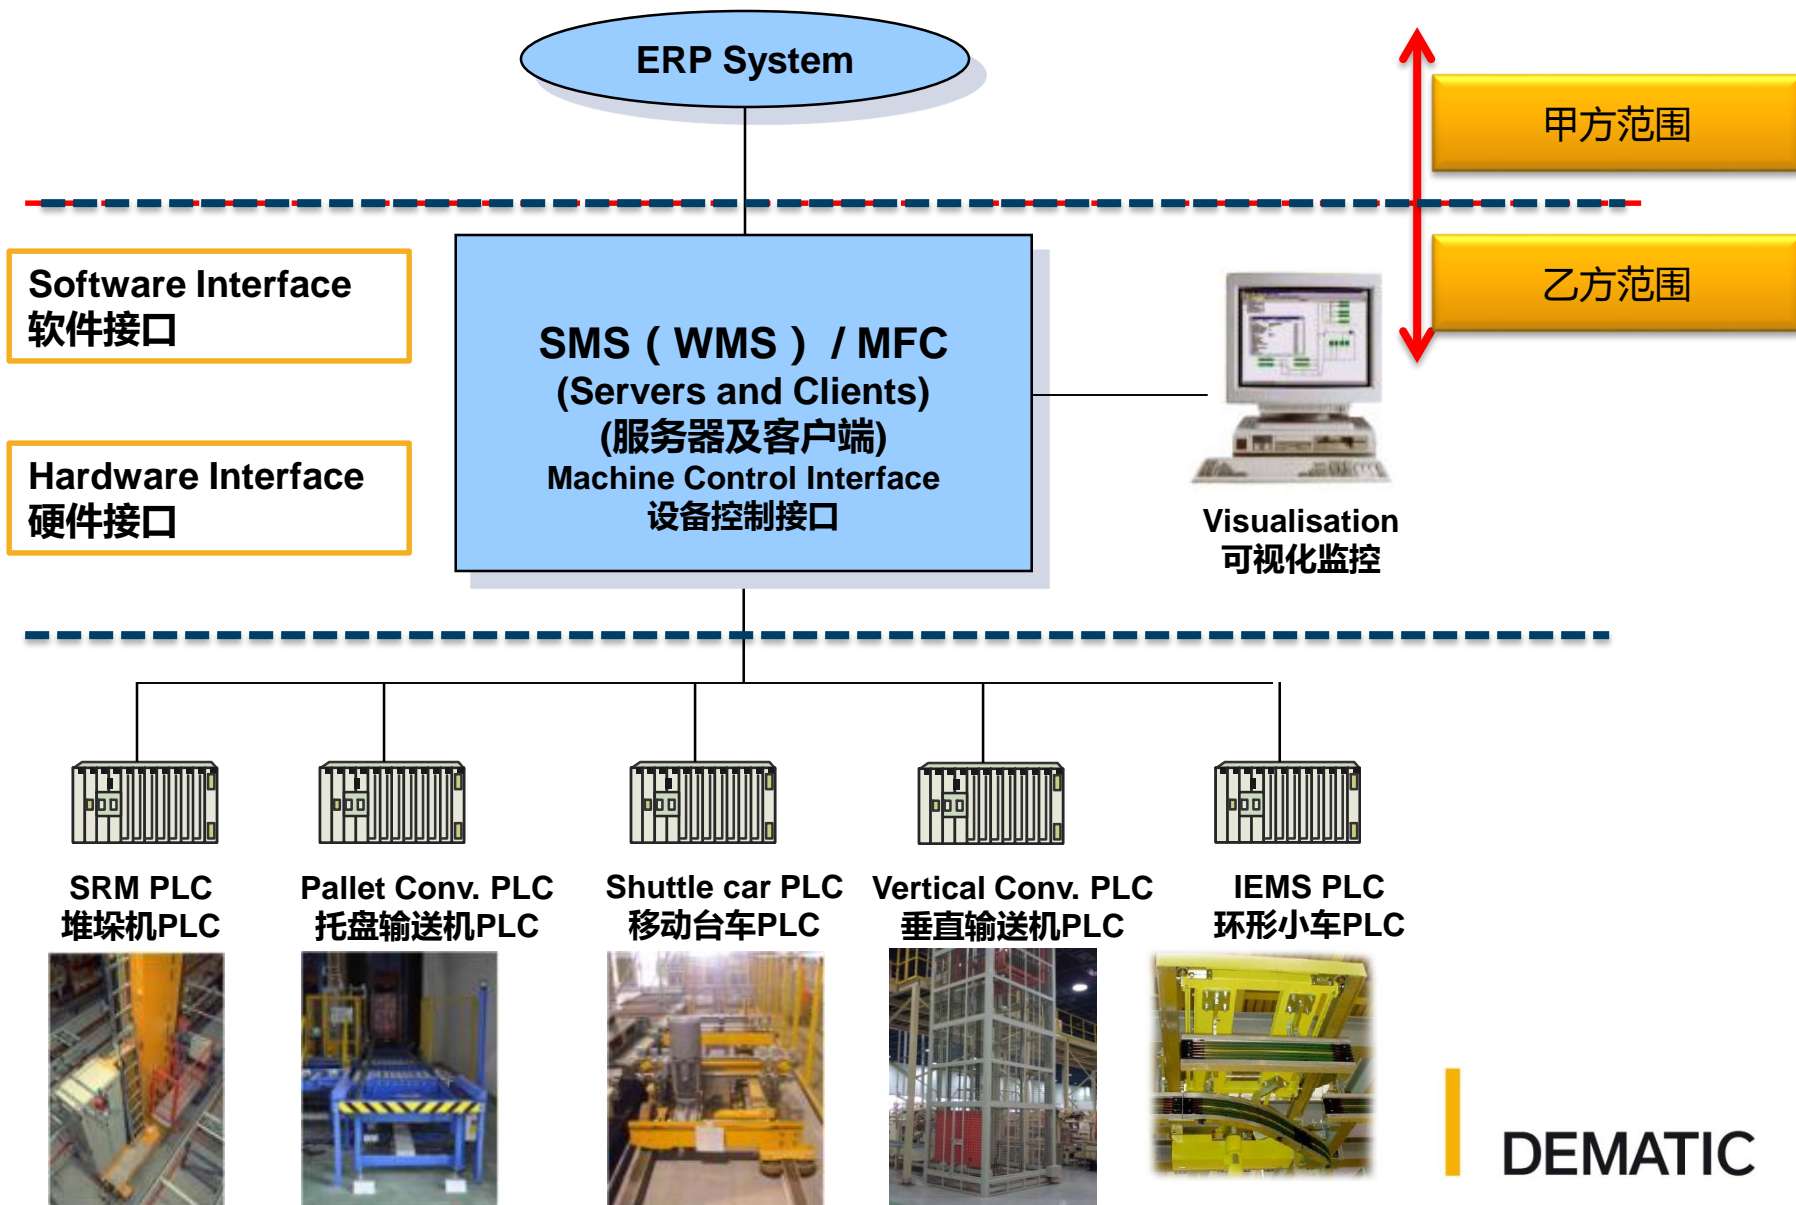 ERP System
甲方范围
Software Interface
软件接口
乙方范围
SMS（WMS）/ MFC
(Servers and Clients)
(服务器及客户端)
Machine Control Interface
设备控制接口
Hardware Interface
硬件接口
Visualisation
可视化监控
SRM PLC
堆垛机PLC
Pallet Conv. PLC
托盘输送机PLC
Shuttle car PLC
移动台车PLC
Vertical Conv. PLC
垂直输送机PLC
IEMS PLC
环形小车PLC
DEMATIC